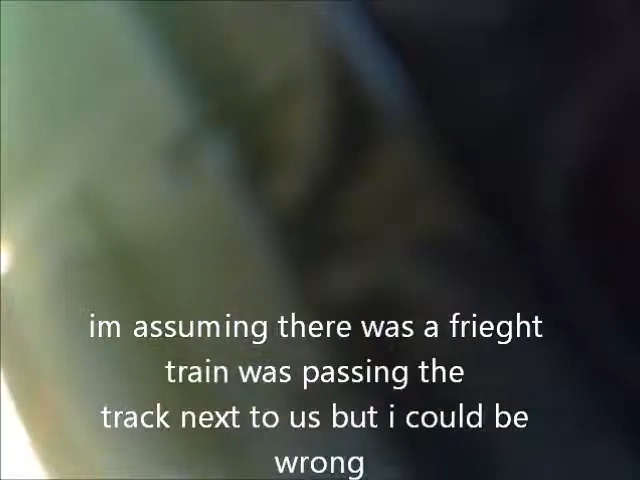 im assuming there was a frieght
train was passing the
track next to us but i could be
wrong